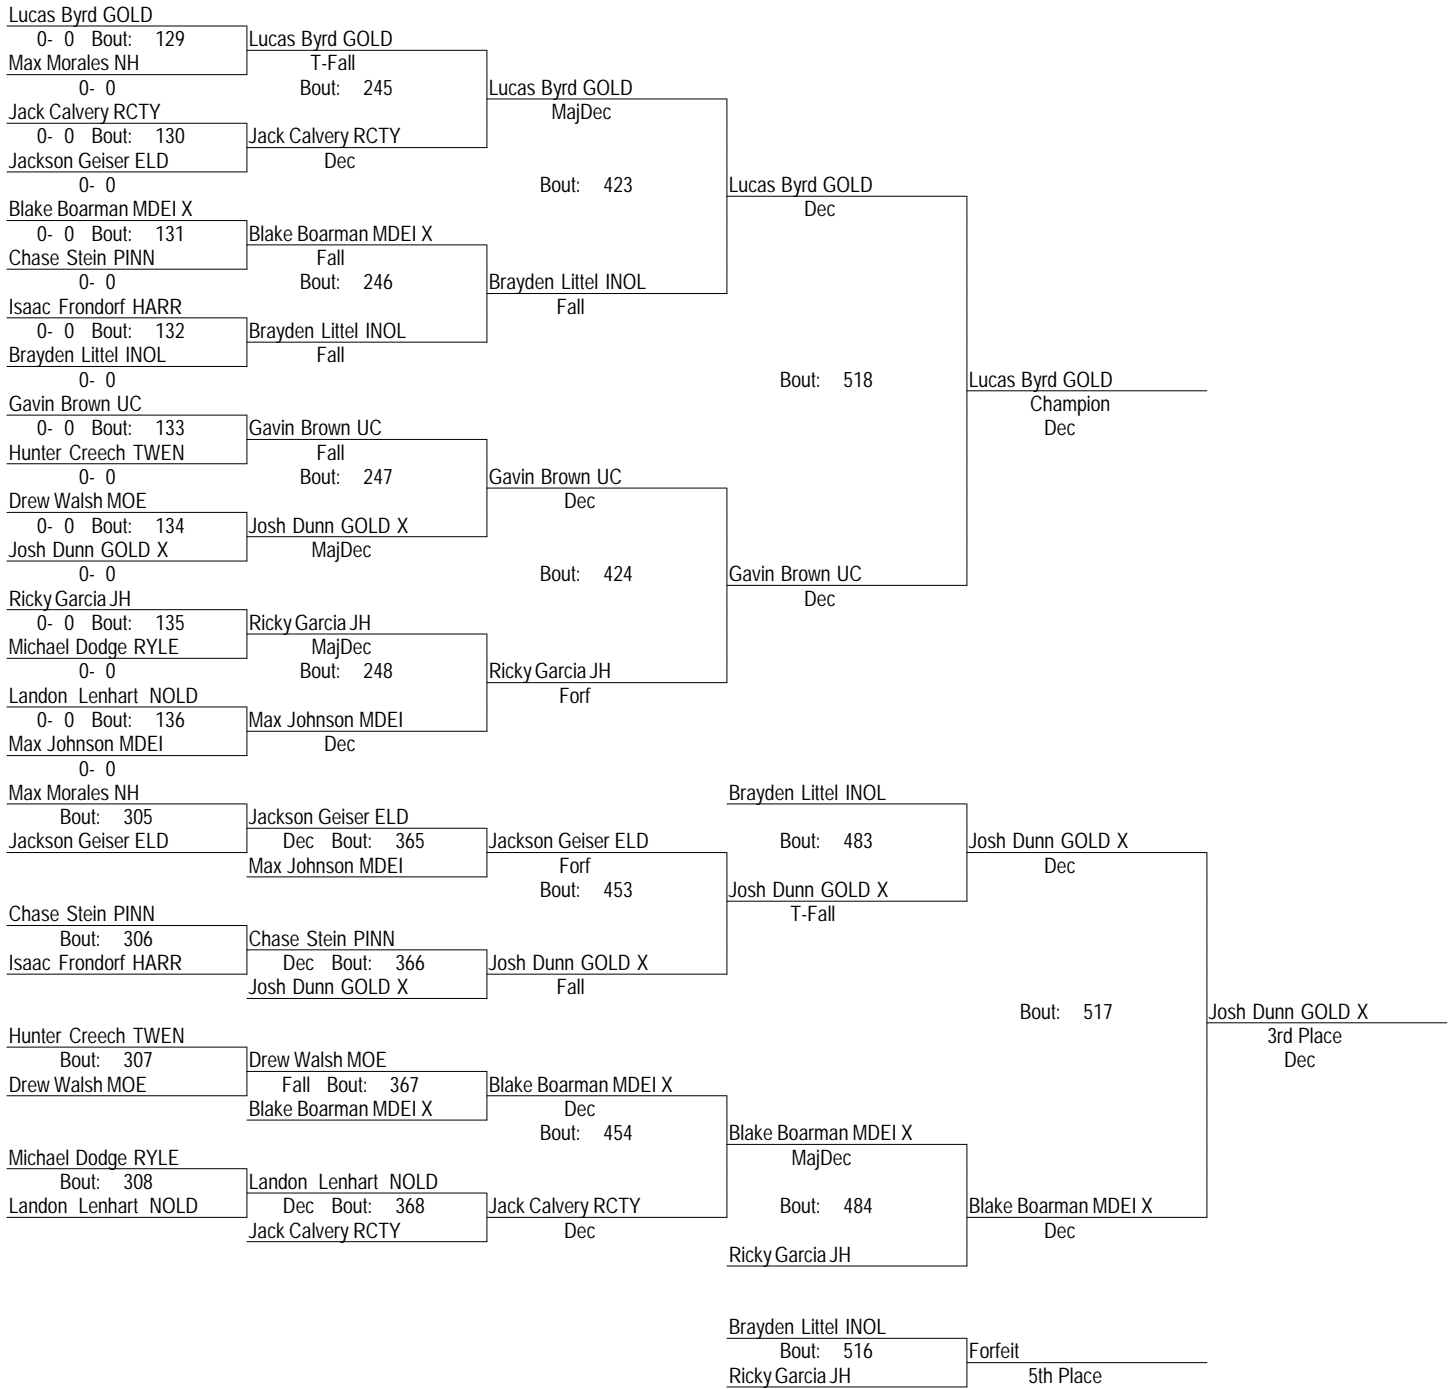 Lucas Byrd GOLD
0- 0 Bout: 129 Lucas Byrd GOLD
Max Morales NH T-Fall
0- 0 Bout: 245 Lucas Byrd GOLD
Jack Calvery RCTY MajDec
0- 0 Bout: 130 Jack Calvery RCTY
Jackson Geiser ELD Dec
0- 0 Bout: 423 Lucas Byrd GOLD
Blake Boarman MDEI X Dec
0- 0 Bout: 131 Blake Boarman MDEI X
Chase Stein PINN Fall
0- 0 Bout: 246 Brayden Littel INOL
Isaac Frondorf HARR Fall
0- 0 Bout: 132 Brayden Littel INOL
Brayden Littel INOL Fall
0- 0 Bout: 518 Lucas Byrd GOLD
Gavin Brown UC Champion
0- 0 Bout: 133 Gavin Brown UC Dec
Hunter Creech TWEN Fall
0- 0 Bout: 247 Gavin Brown UC
Drew Walsh MOE Dec
0- 0 Bout: 134 Josh Dunn GOLD X
Josh Dunn GOLD X MajDec
0- 0 Bout: 424 Gavin Brown UC
Ricky Garcia JH Dec
0- 0 Bout: 135 Ricky Garcia JH
Michael Dodge RYLE MajDec
0- 0 Bout: 248 Ricky Garcia JH
Landon Lenhart NOLD Forf
0- 0 Bout: 136 Max Johnson MDEI
Max Johnson MDEI Dec
0- 0
Max Morales NH Brayden Littel INOL
Bout: 305 Jackson Geiser ELD
Jackson Geiser ELD Dec Bout: 365 Jackson Geiser ELD Bout: 483 Josh Dunn GOLD X
Max Johnson MDEI Forf Dec
Bout: 453 Josh Dunn GOLD X
Chase Stein PINN T-Fall
Bout: 306 Chase Stein PINN
Isaac Frondorf HARR Dec Bout: 366 Josh Dunn GOLD X
Josh Dunn GOLD X Fall
Bout: 517 Josh Dunn GOLD X
Hunter Creech TWEN 3rd Place
Bout: 307 Drew Walsh MOE Dec
Drew Walsh MOE Fall Bout: 367 Blake Boarman MDEI X
Blake Boarman MDEI X Dec
Bout: 454 Blake Boarman MDEI X
Michael Dodge RYLE MajDec
Bout: 308 Landon Lenhart NOLD
Landon Lenhart NOLD Dec Bout: 368 Jack Calvery RCTY Bout: 484 Blake Boarman MDEI X
Jack Calvery RCTY Dec Dec
Ricky Garcia JH
Brayden Littel INOL
Bout: 516 Forfeit
Ricky Garcia JH 5th Place